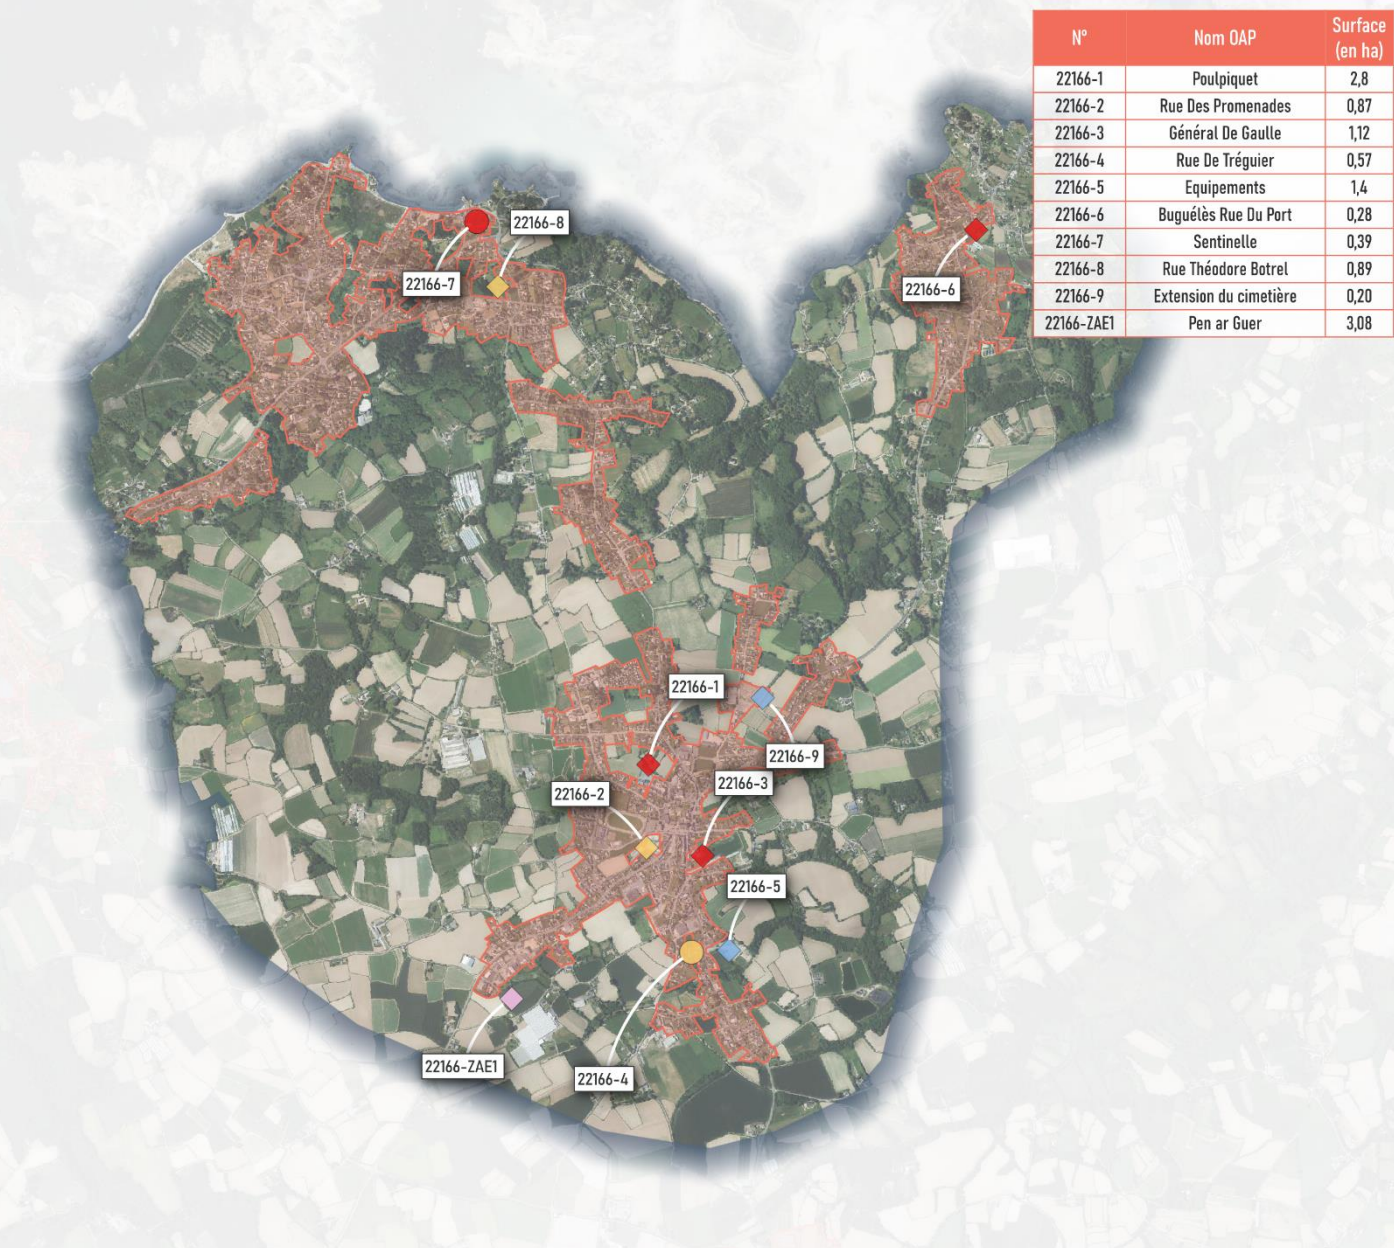 N° Nom OAP Surface
(en ha)
22166-1 Poulpiquet 2,8
22166-2 Rue Des Promenades 0,87
22166-3 Général De Gaulle 1,12
22166-4 Rue De Tréguier 0,57
22166-5 Equipements 1,4
22166-6 Buguélès Rue Du Port 0,28
22166-7 Sentinelle 0,39
22166-8 Rue Théodore Botrel 0,89
22166-9 Extension du cimetière 0,20
22166-ZAE1 Pen ar Guer 3,08
22166-8
22166-7
22166-6
22166-1
22166-9
22166-3
22166-2
22166-5
22166-ZAE1
22166-4